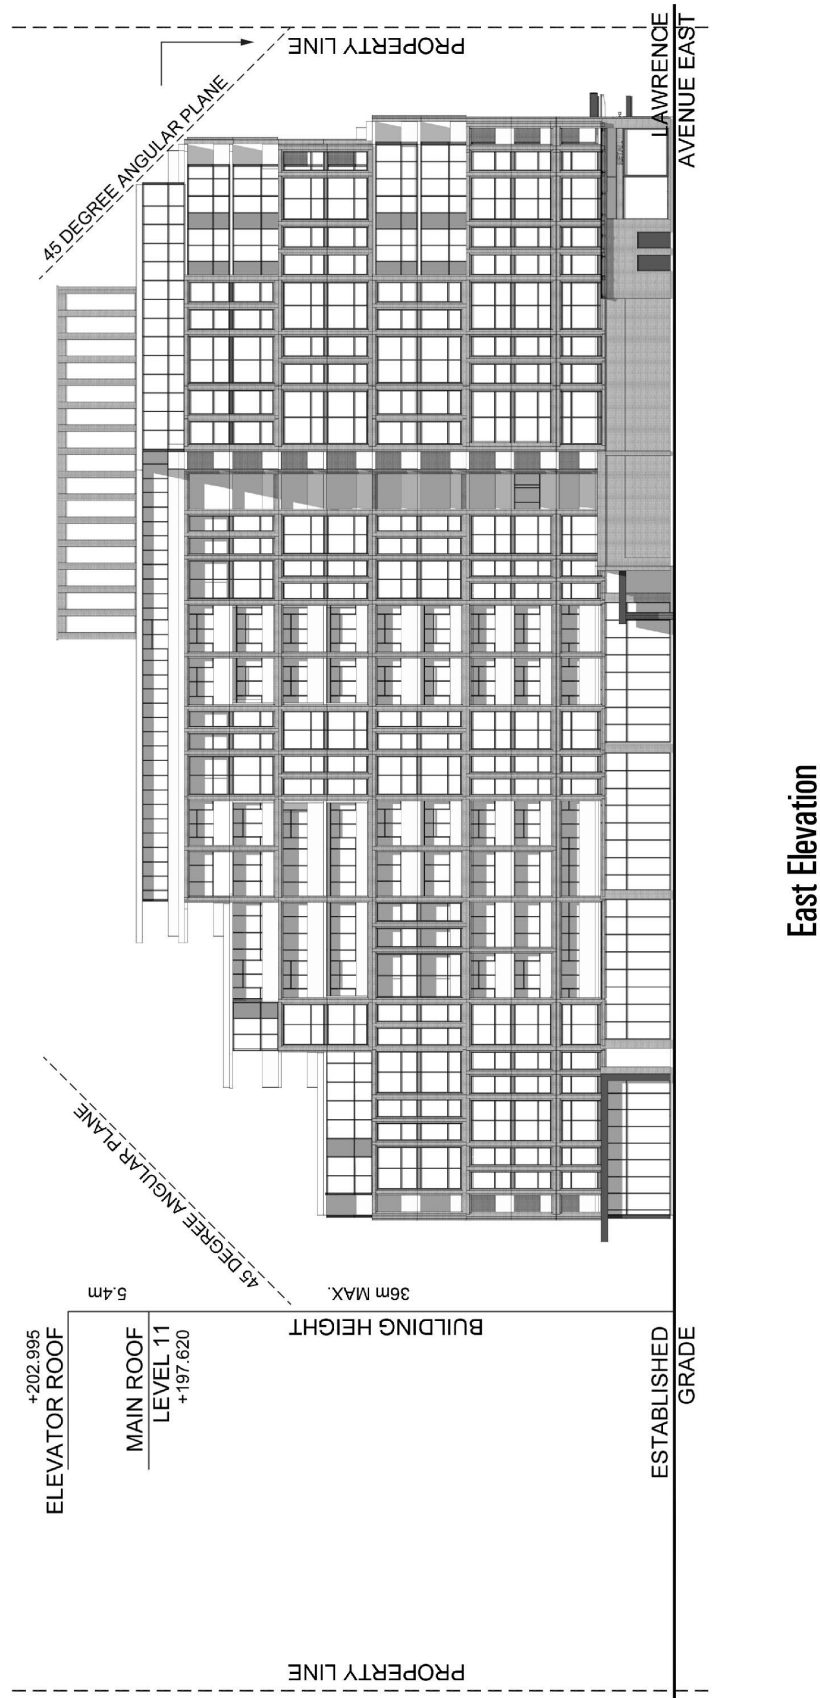 PROPERTY LINE
LAWRENCE
AVENUE EAST
45 DEGREE ANGULAR PLANE
45 DEGREE ANGULAR PLANE
+202.995
ELEVATOR ROOF
MAIN ROOF
LEVEL 11
+197.620
5.4m
36m MAX.
BUILDING HEIGHT
ESTABLISHED
GRADE
PROPERTY LINE
East Elevation